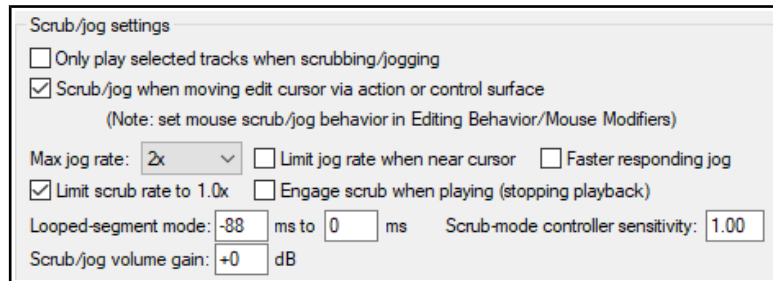 Scrub/jog settings
Only play selected tracks when scrubbing/jogging
Scrub/jog when moving edit cursor via action or control surface
(Note: set mouse scrub/jog behavior in Editing Behavior/Mouse Modifiers)
Max jog rate: 2x Limit jog rate when near cursor Faster responding jog
Limit scrub rate to 1.0x Engage scrub when playing (stopping playback)
Looped-segment mode: -88 ms to 0 ms Scrub-mode controller sensitivity: 1.00
Scrub/jog volume gain: +0 dB